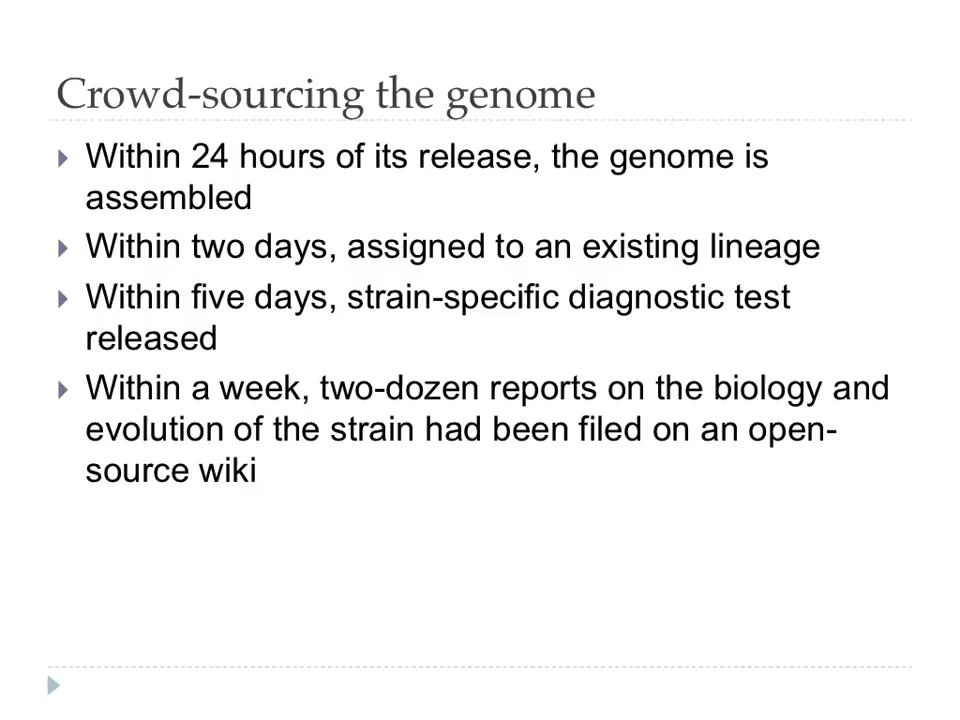 Crowd-sourcing the genome
Within 24 hours of its release, the genome is
assembled
Within two days, assigned to an existing lineage
Within five days, strain-specific diagnostic test
released
Within a week, two-dozen reports on the biology and
evolution of the strain had been filed on an open-
source wiki